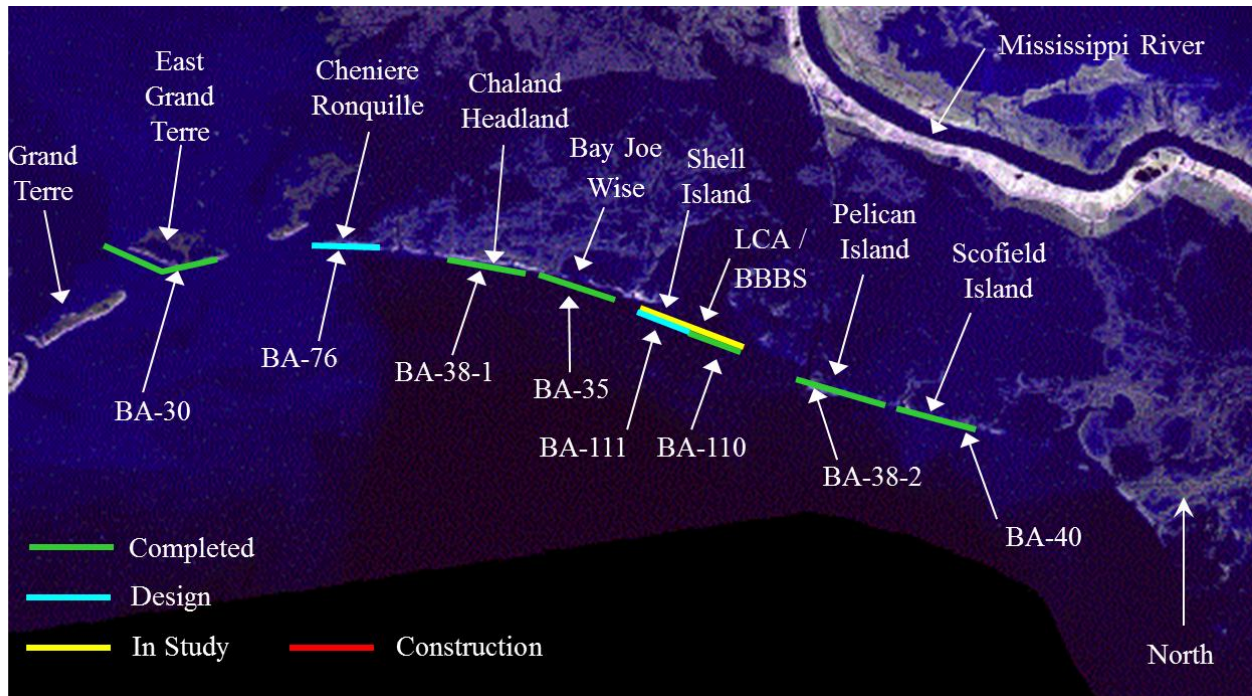 Mississippi River
East
Grand
Terre
Cheniere
Ronquille
Chaland
Headland
Grand
Terre
Bay Joe
Wise
Shell
Island
LCA /
BBBS
Pelican
Island
Scofield
Island
BA-30
BA-76
BA-38-1
BA-35
BA-111
BA-110
BA-38-2
BA-40
Completed
Design
In Study
Construction
North